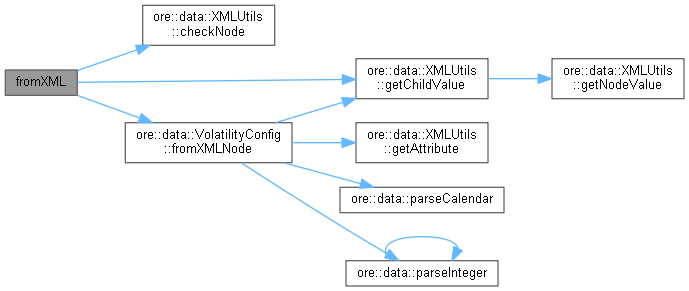 ore::data::XMLUtils
::checkNode
fromXML
ore::data::XMLUtils
::getChildValue
ore::data::XMLUtils
::getNodeValue
ore::data::VolatilityConfig
::fromXMLNode
ore::data::XMLUtils
::getAttribute
ore::data::parseCalendar
ore::data::parseInteger